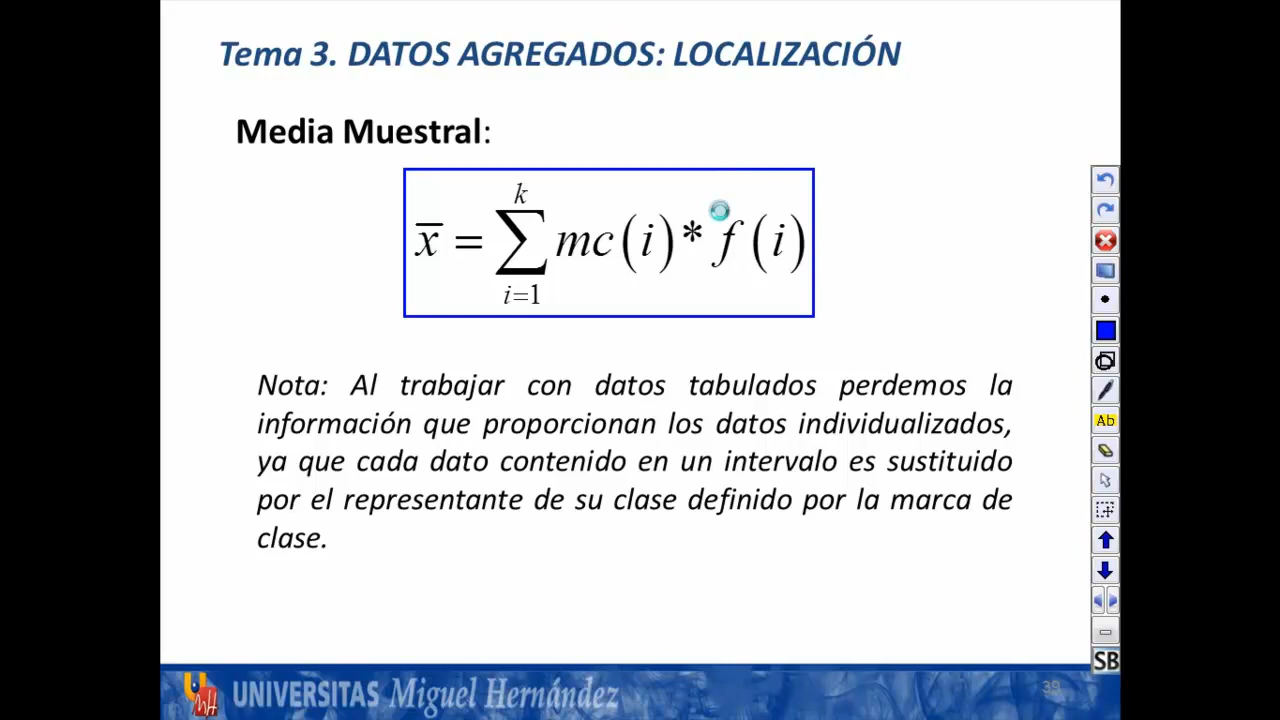 Tema 3. DATOS AGREGADOS: LOCALIZACIÓN
Media Muestral:
x̄ = ∑_{i=1}^{k} mc(i)* f(i)
Nota: Al trabajar con datos tabulados perdemos la
información que proporcionan los datos individualizados,
ya que cada dato contenido en un intervalo es sustituido
por el representante de su clase definido por la marca de
clase.
Ab
SB
UMH
UNIVERSITAS Miguel Hernández
39